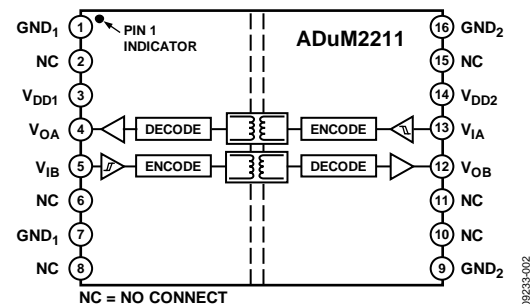 ADuM2211
PIN 1
INDICATOR
GND1 1
NC 2
VDD1 3
VOA 4
VIB 5
NC 6
GND1 7
NC 8
16 GND2
15 NC
14 VDD2
13 VIA
12 VOB
11 NC
10 NC
9 GND2
DECODE ENCODE
ENCODE DECODE
NC = NO CONNECT